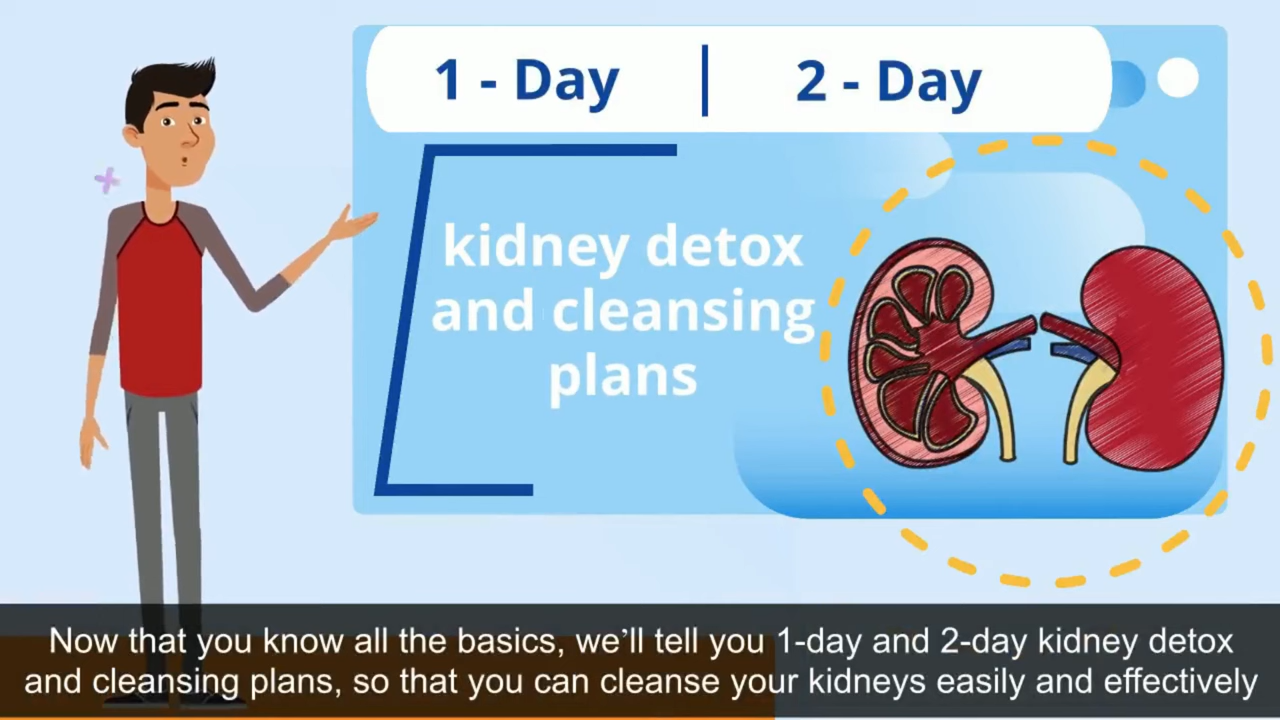 1 - Day | 2 - Day
kidney detox
and cleansing
plans
Now that you know all the basics, we’ll tell you 1-day and 2-day kidney detox
and cleansing plans, so that you can cleanse your kidneys easily and effectively